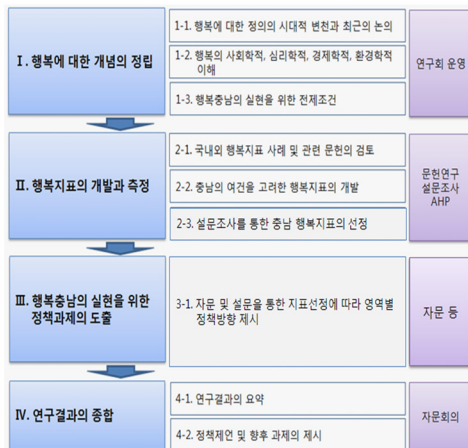 1-1. 행복에 대한 정의의 시대적 변천과 최근의 논의
Ⅰ. 행복에 대한 개념의 정립
1-2. 행복의 사회학적, 심리학적, 경제학적, 환경학적
이해
연구회 운영
1-3. 행복충남의 실현을 위한 전제조건
2-1. 국내외 행복지표 사례 및 관련 문헌의 검토
Ⅱ. 행복지표의 개발과 측정
2-2. 충남의 여건을 고려한 행복지표의 개발
문헌연구
설문조사
AHP
2-3. 설문조사를 통한 충남 행복지표의 선정
Ⅲ. 행복충남의 실현을 위한
정책과제의 도출
3-1. 자문 및 설문을 통한 지표선정에 따라 영역별
정책방향 제시
자문 등
4-1. 연구결과의 요약
Ⅳ. 연구결과의 종합
자문회의
4-2. 정책제언 및 향후 과제의 제시